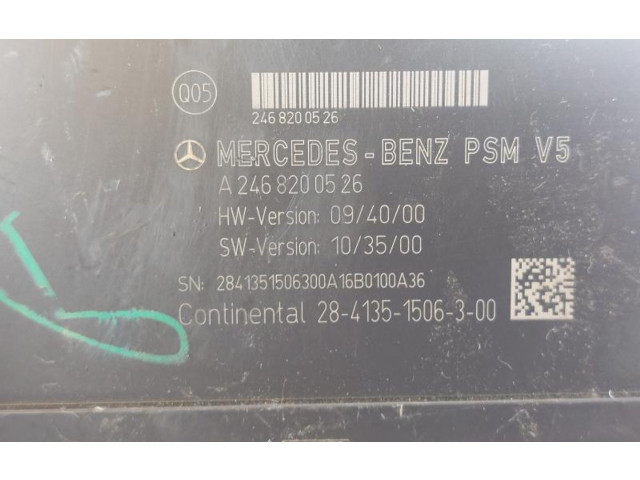 Q05
246 820 05 26
MERCEDES-BENZ PSM V5
A 246 820 05 26
HW-Version: 09/40/00
SW-Version: 10/35/00
SN: 2841351506300A16B0100A36
Continental 28-4135-1506-3-00